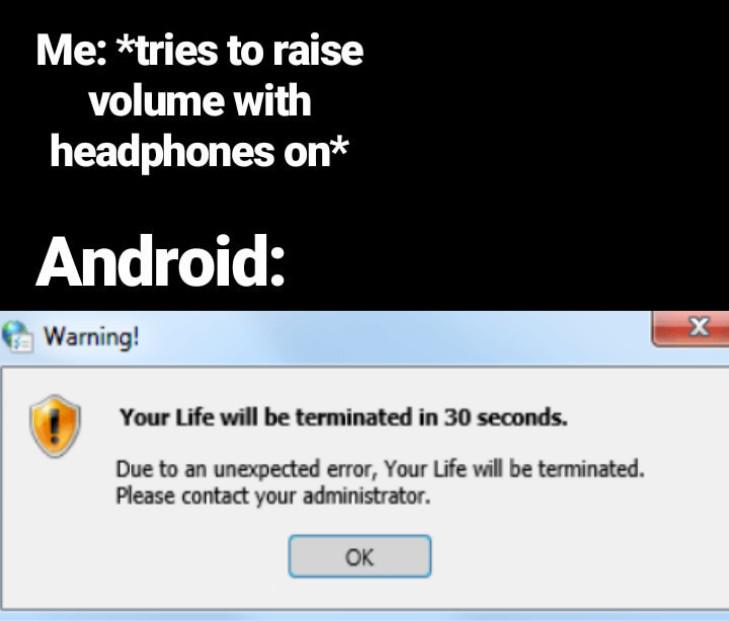 Me: *tries to raise
volume with
headphones on*
Android:
Warning!
Your Life will be terminated in 30 seconds.
Due to an unexpected error, Your Life will be terminated.
Please contact your administrator.
OK